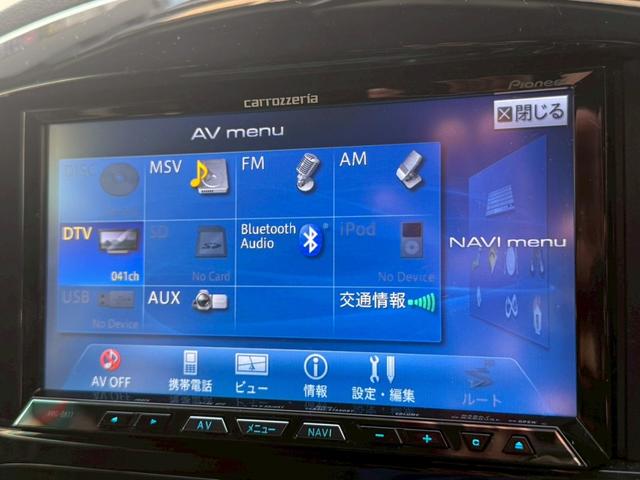 carrozzeria
Pioneer
AV menu
閉じる
DISC
MSV
FM
AM
DTV
041ch
SD
No Card
Bluetooth
Audio
iPod
No Device
NAVI menu
USB
No Device
AUX
交通情報
AV OFF
携帯電話
ビュー
情報
設定・編集
ルート
AV
メニュー
NAVI
VOLUME
OPEN